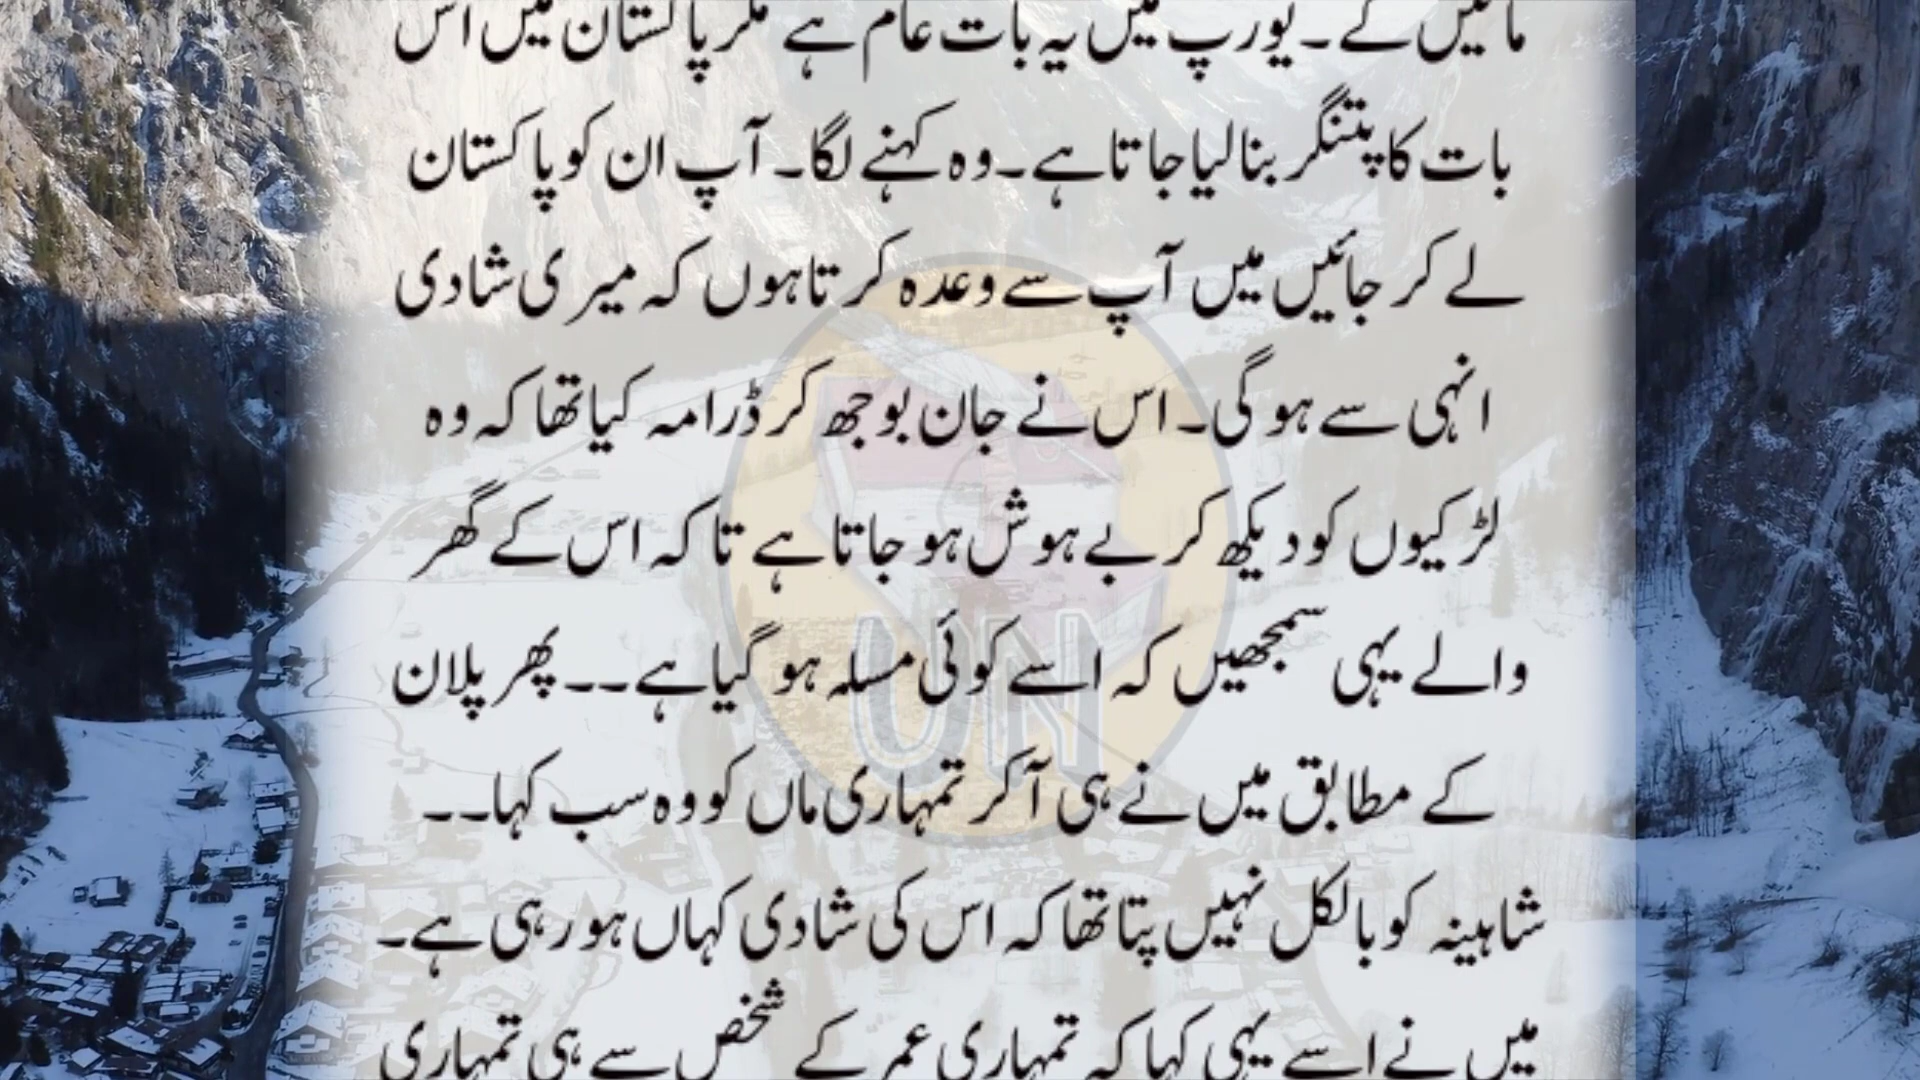 مانیں گے۔ یورپ میں یہ بات عام ہے مگر پاکستان میں اس
بات کا پتنگر بنا لیا جاتا ہے۔ وہ کہنے لگا۔ آپ ان کو پاکستان
لے کر جائیں میں آپ سے وعدہ کرتا ہوں کہ میری شادی
انہی سے ہو گی۔ اس نے جان بوجھ کر ڈرامہ کیا تھا کہ وہ
لڑکیوں کو دیکھ کر بے ہوش ہو جاتا ہے تاکہ اس کے گھر
والے یہی سمجھیں کہ اسے کوئی مسلہ ہو گیا ہے۔۔ پھر پلان
کے مطابق میں نے ہی آ کر تمہاری ماں کو وہ سب کہا۔۔
شاہینہ کو بالکل نہیں پتا تھا کہ اس کی شادی کہاں ہو رہی ہے۔
میں نے اسے یہی کہا کہ تمہاری عمر کے شخص سے ہی تمہاری
UN